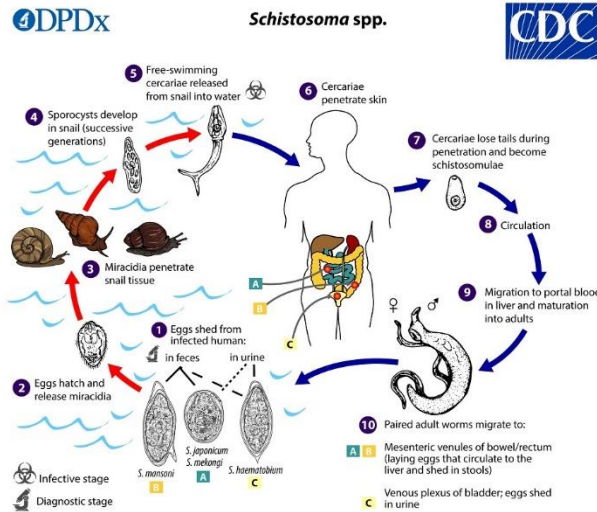 DPDx
Schistosoma spp.
CDC
5 Free-swimming
cercariae released
from snail into water
6 Cercariae
penetrate skin
4 Sporocysts develop
in snail (successive
generations)
7 Cercariae lose tails during
penetration and become
schistosomulae
8 Circulation
3 Miracidia penetrate
snail tissue
A
B
C
9 Migration to portal blood
in liver and maturation
into adults
♀ ♂
1 Eggs shed from
infected human:
in feces
in urine
2 Eggs hatch and
release miracidia
S. mansoni
B
S. japonicum
S. mekongi
A
S. haematobium
C
10 Paired adult worms migrate to:
A B Mesenteric venules of bowel/rectum
(laying eggs that circulate to the
liver and shed in stools)
C Venous plexus of bladder; eggs shed
in urine
Infective stage
Diagnostic stage